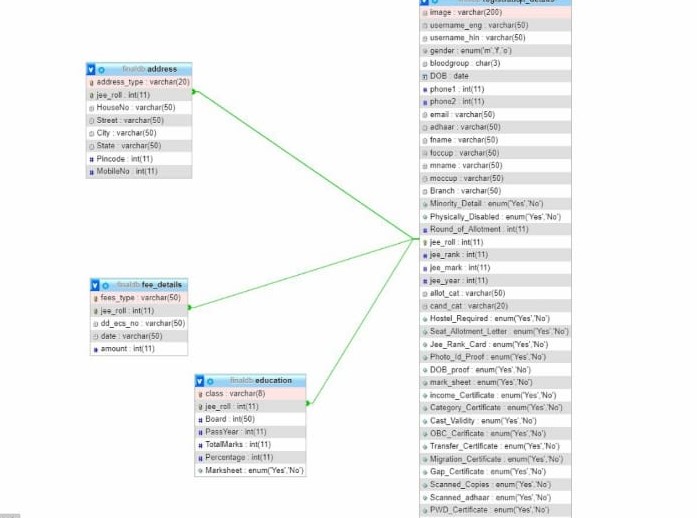 finaldb address
address_type : varchar(20)
jee_roll : int(11)
HouseNo : varchar(50)
Street : varchar(50)
City : varchar(50)
State : varchar(50)
Pincode : int(11)
MobileNo : int(11)
finaldb fee_details
fees_type : varchar(50)
jee_roll : int(11)
dd_ecs_no : varchar(50)
date : varchar(50)
amount : int(11)
finaldb education
class : varchar(8)
jee_roll : int(11)
Board : int(50)
PassYear : int(11)
TotalMarks : int(11)
Percentage : int(11)
Marksheet : enum('Yes','No')
registration_details
image : varchar(200)
username_eng : varchar(50)
username_hin : varchar(50)
gender : enum('m','f','o')
bloodgroup : char(3)
DOB : date
phone1 : int(11)
phone2 : int(11)
email : varchar(50)
adhaar : varchar(50)
fname : varchar(50)
foccup : varchar(50)
mname : varchar(50)
moccup : varchar(50)
Branch : varchar(50)
Minority_Detail : enum('Yes','No')
Physically_Disabled : enum('Yes','No')
Round_of_Allotment : int(11)
jee_roll : int(11)
jee_rank : int(11)
jee_mark : int(11)
jee_year : int(11)
allot_cat : varchar(50)
cand_cat : varchar(20)
Hostel_Required : enum('Yes','No')
Seat_Allotment_Letter : enum('Yes','No')
Jee_Rank_Card : enum('Yes','No')
Photo_Id_Proof : enum('Yes','No')
DOB_proof : enum('Yes','No')
mark_sheet : enum('Yes','No')
income_Certificate : enum('Yes','No')
Category_Certificate : enum('Yes','No')
Cast_Validity : enum('Yes','No')
OBC_Certificate : enum('Yes','No')
Transfer_Certificate : enum('Yes','No')
Migration_Certificate : enum('Yes','No')
Gap_Certificate : enum('Yes','No')
Scanned_Copies : enum('Yes','No')
Scanned_adhaar : enum('Yes','No')
PWD_Certificate : enum('Yes','No')